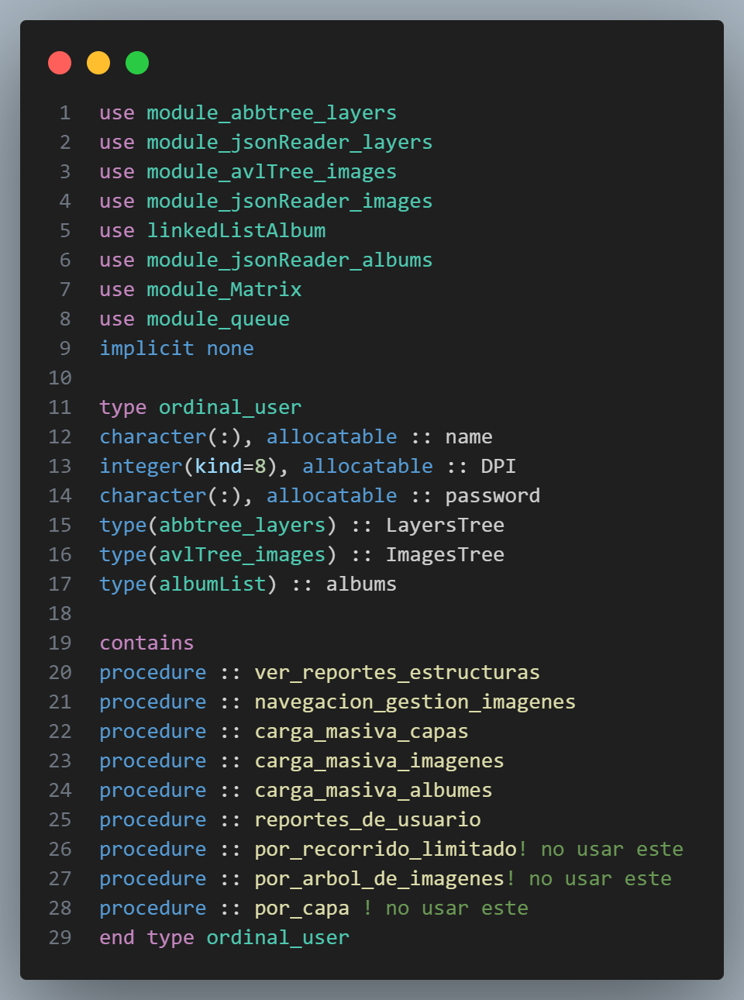 1 use module_abbtree_layers
2 use module_jsonReader_layers
3 use module_avlTree_images
4 use module_jsonReader_images
5 use linkedListAlbum
6 use module_jsonReader_albums
7 use module_Matrix
8 use module_queue
9 implicit none
10
11 type ordinal_user
12 character(:), allocatable :: name
13 integer(kind=8), allocatable :: DPI
14 character(:), allocatable :: password
15 type(abbtree_layers) :: LayersTree
16 type(avlTree_images) :: ImagesTree
17 type(albumList) :: albums
18
19 contains
20 procedure :: ver_reportes_estructuras
21 procedure :: navegacion_gestion_imagenes
22 procedure :: carga_masiva_capas
23 procedure :: carga_masiva_imagenes
24 procedure :: carga_masiva_albumes
25 procedure :: reportes_de_usuario
26 procedure :: por_recorrido_limitado! no usar este
27 procedure :: por_arbol_de_imagenes! no usar este
28 procedure :: por_capa ! no usar este
29 end type ordinal_user